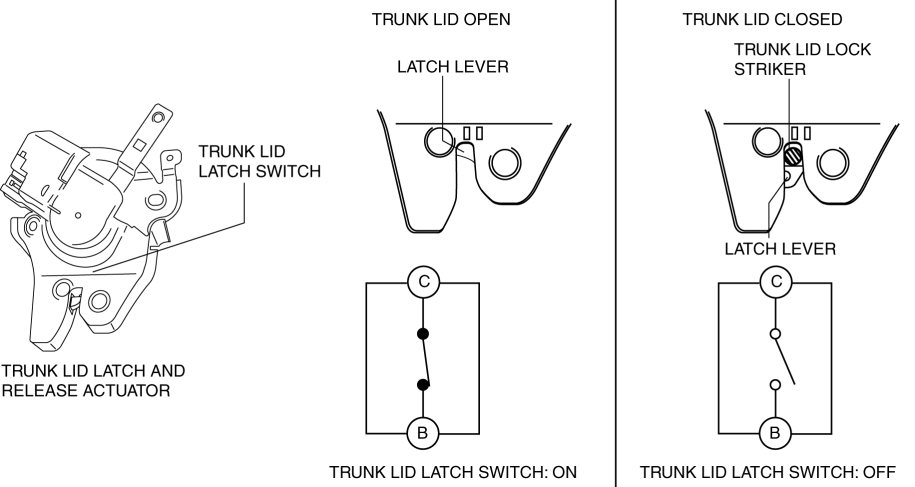 TRUNK LID OPEN
LATCH LEVER
TRUNK LID
LATCH SWITCH
TRUNK LID LATCH AND
RELEASE ACTUATOR
C
B
TRUNK LID LATCH SWITCH: ON
TRUNK LID CLOSED
TRUNK LID LOCK
STRIKER
LATCH LEVER
C
B
TRUNK LID LATCH SWITCH: OFF